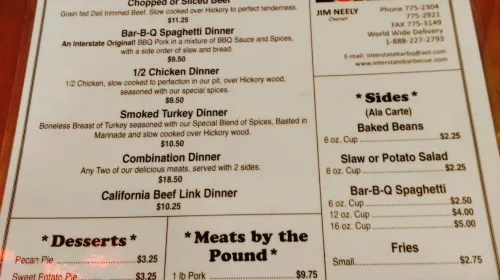 Chopped or Sliced Beef
Grain fed Deli trimmed Beef. Slow cooked over Hickory to perfect tenderness.
$11.25
Bar-B-Q Spaghetti Dinner
An Interstate Original! BBQ Pork in a mixture of BBQ Sauce and Spices,
with a side order of slaw and bread.
$9.50
1/2 Chicken Dinner
1/2 Chicken, slow cooked to perfection in our pit, over Hickory wood,
seasoned with our special spices.
$9.50
Smoked Turkey Dinner
Boneless Breast of Turkey seasoned with our Special Blend of Spices, Basted in
Marinade and slow cooked over Hickory wood.
$10.50
Combination Dinner
Any Two of our delicious meats, served with 2 sides.
$18.50
California Beef Link Dinner
$10.25
* Desserts *
Pecan Pie $3.25
Sweet Potato Pie $3.25
* Meats by the
Pound *
1 lb Pork $9.75
JIM NEELY
Owner
Phone 775-2304
775-2921
FAX 775-3149
World Wide Delivery
1-888-227-2793
E-mail: interstatebarbq@aol.com
www.interstatebarbecue.com
* Sides *
(Ala Carte)
Baked Beans
6 oz. Cup $2.25
Slaw or Potato Salad
6 oz. Cup $2.25
Bar-B-Q Spaghetti
6 oz. Cup $2.50
12 oz. Cup $4.00
16 oz. Cup $5.00
Fries
Small $2.75